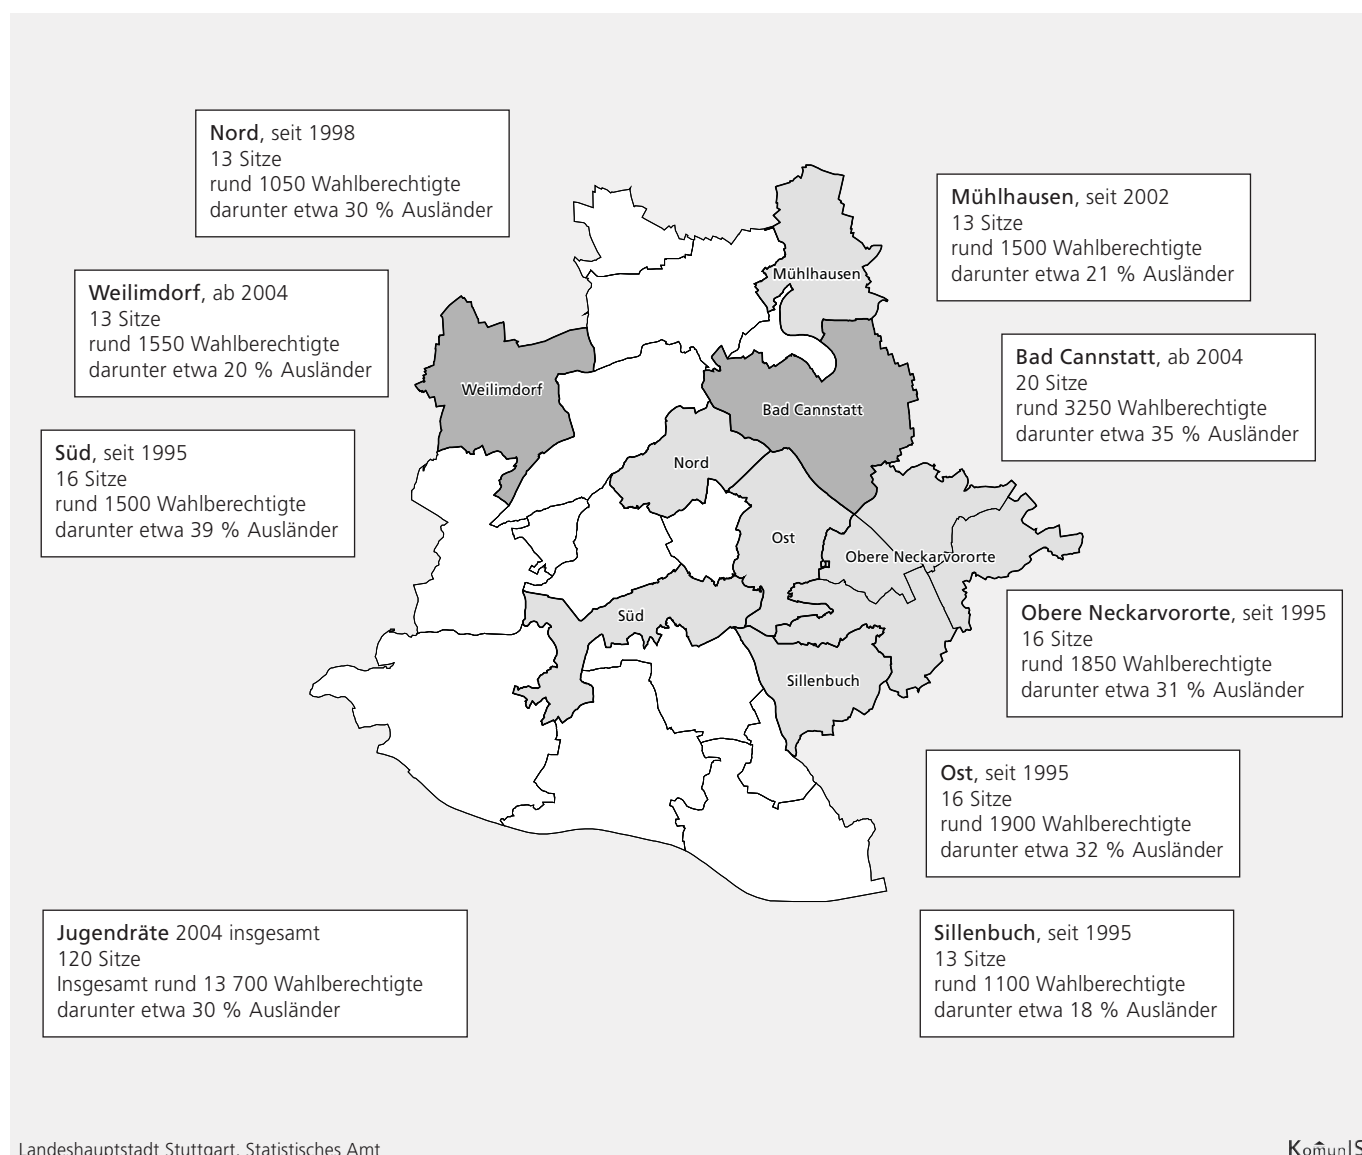 Nord, seit 1998
13 Sitze
rund 1050 Wahlberechtigte
darunter etwa 30 % Ausländer
Mühlhausen, seit 2002
13 Sitze
rund 1500 Wahlberechtigte
darunter etwa 21 % Ausländer
Weilimdorf, ab 2004
13 Sitze
rund 1550 Wahlberechtigte
darunter etwa 20 % Ausländer
Bad Cannstatt, ab 2004
20 Sitze
rund 3250 Wahlberechtigte
darunter etwa 35 % Ausländer
Süd, seit 1995
16 Sitze
rund 1500 Wahlberechtigte
darunter etwa 39 % Ausländer
Mühlhausen
Weilimdorf
Bad Cannstatt
Nord
Ost
Obere Neckarvororte
Süd
Sillenbuch
Obere Neckarvororte, seit 1995
16 Sitze
rund 1850 Wahlberechtigte
darunter etwa 31 % Ausländer
Ost, seit 1995
16 Sitze
rund 1900 Wahlberechtigte
darunter etwa 32 % Ausländer
Jugendräte 2004 insgesamt
120 Sitze
Insgesamt rund 13 700 Wahlberechtigte
darunter etwa 30 % Ausländer
Sillenbuch, seit 1995
13 Sitze
rund 1100 Wahlberechtigte
darunter etwa 18 % Ausländer
Landeshauptstadt Stuttgart, Statistisches Amt